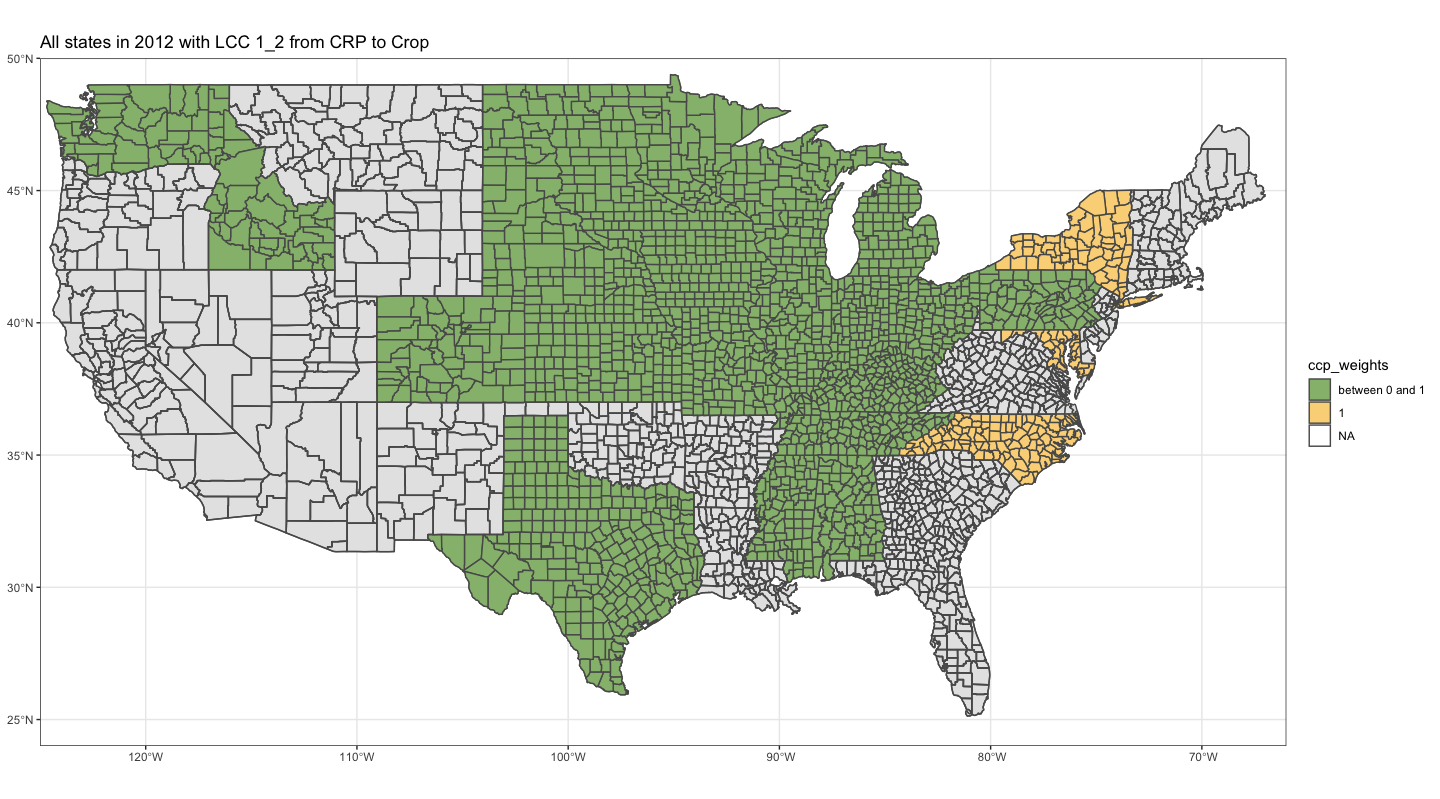 All states in 2012 with LCC 1_2 from CRP to Crop
50°N
45°N
40°N
35°N
30°N
25°N
120°W
110°W
100°W
90°W
80°W
70°W
ccp_weights
between 0 and 1
1
NA